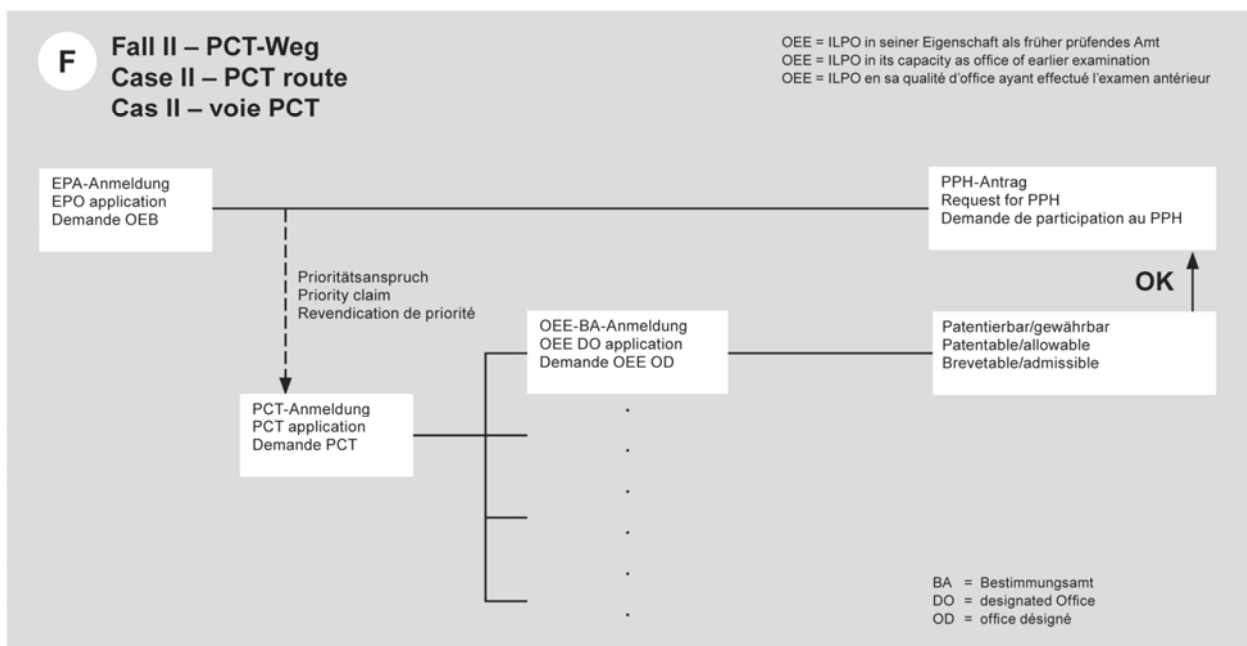 F
Fall II – PCT-Weg
Case II – PCT route
Cas II – voie PCT
OEE = ILPO in seiner Eigenschaft als früher prüfendes Amt
OEE = ILPO in its capacity as office of earlier examination
OEE = ILPO en sa qualité d'office ayant effectué l'examen antérieur
EPA-Anmeldung
EPO application
Demande OEB
PPH-Antrag
Request for PPH
Demande de participation au PPH
Prioritätsanspruch
Priority claim
Revendication de priorité
OK
OEE-BA-Anmeldung
OEE DO application
Demande OEE OD
Patentierbar/gewährbar
Patentable/allowable
Brevetable/admissible
PCT-Anmeldung
PCT application
Demande PCT
BA = Bestimmungsamt
DO = designated Office
OD = office désigné